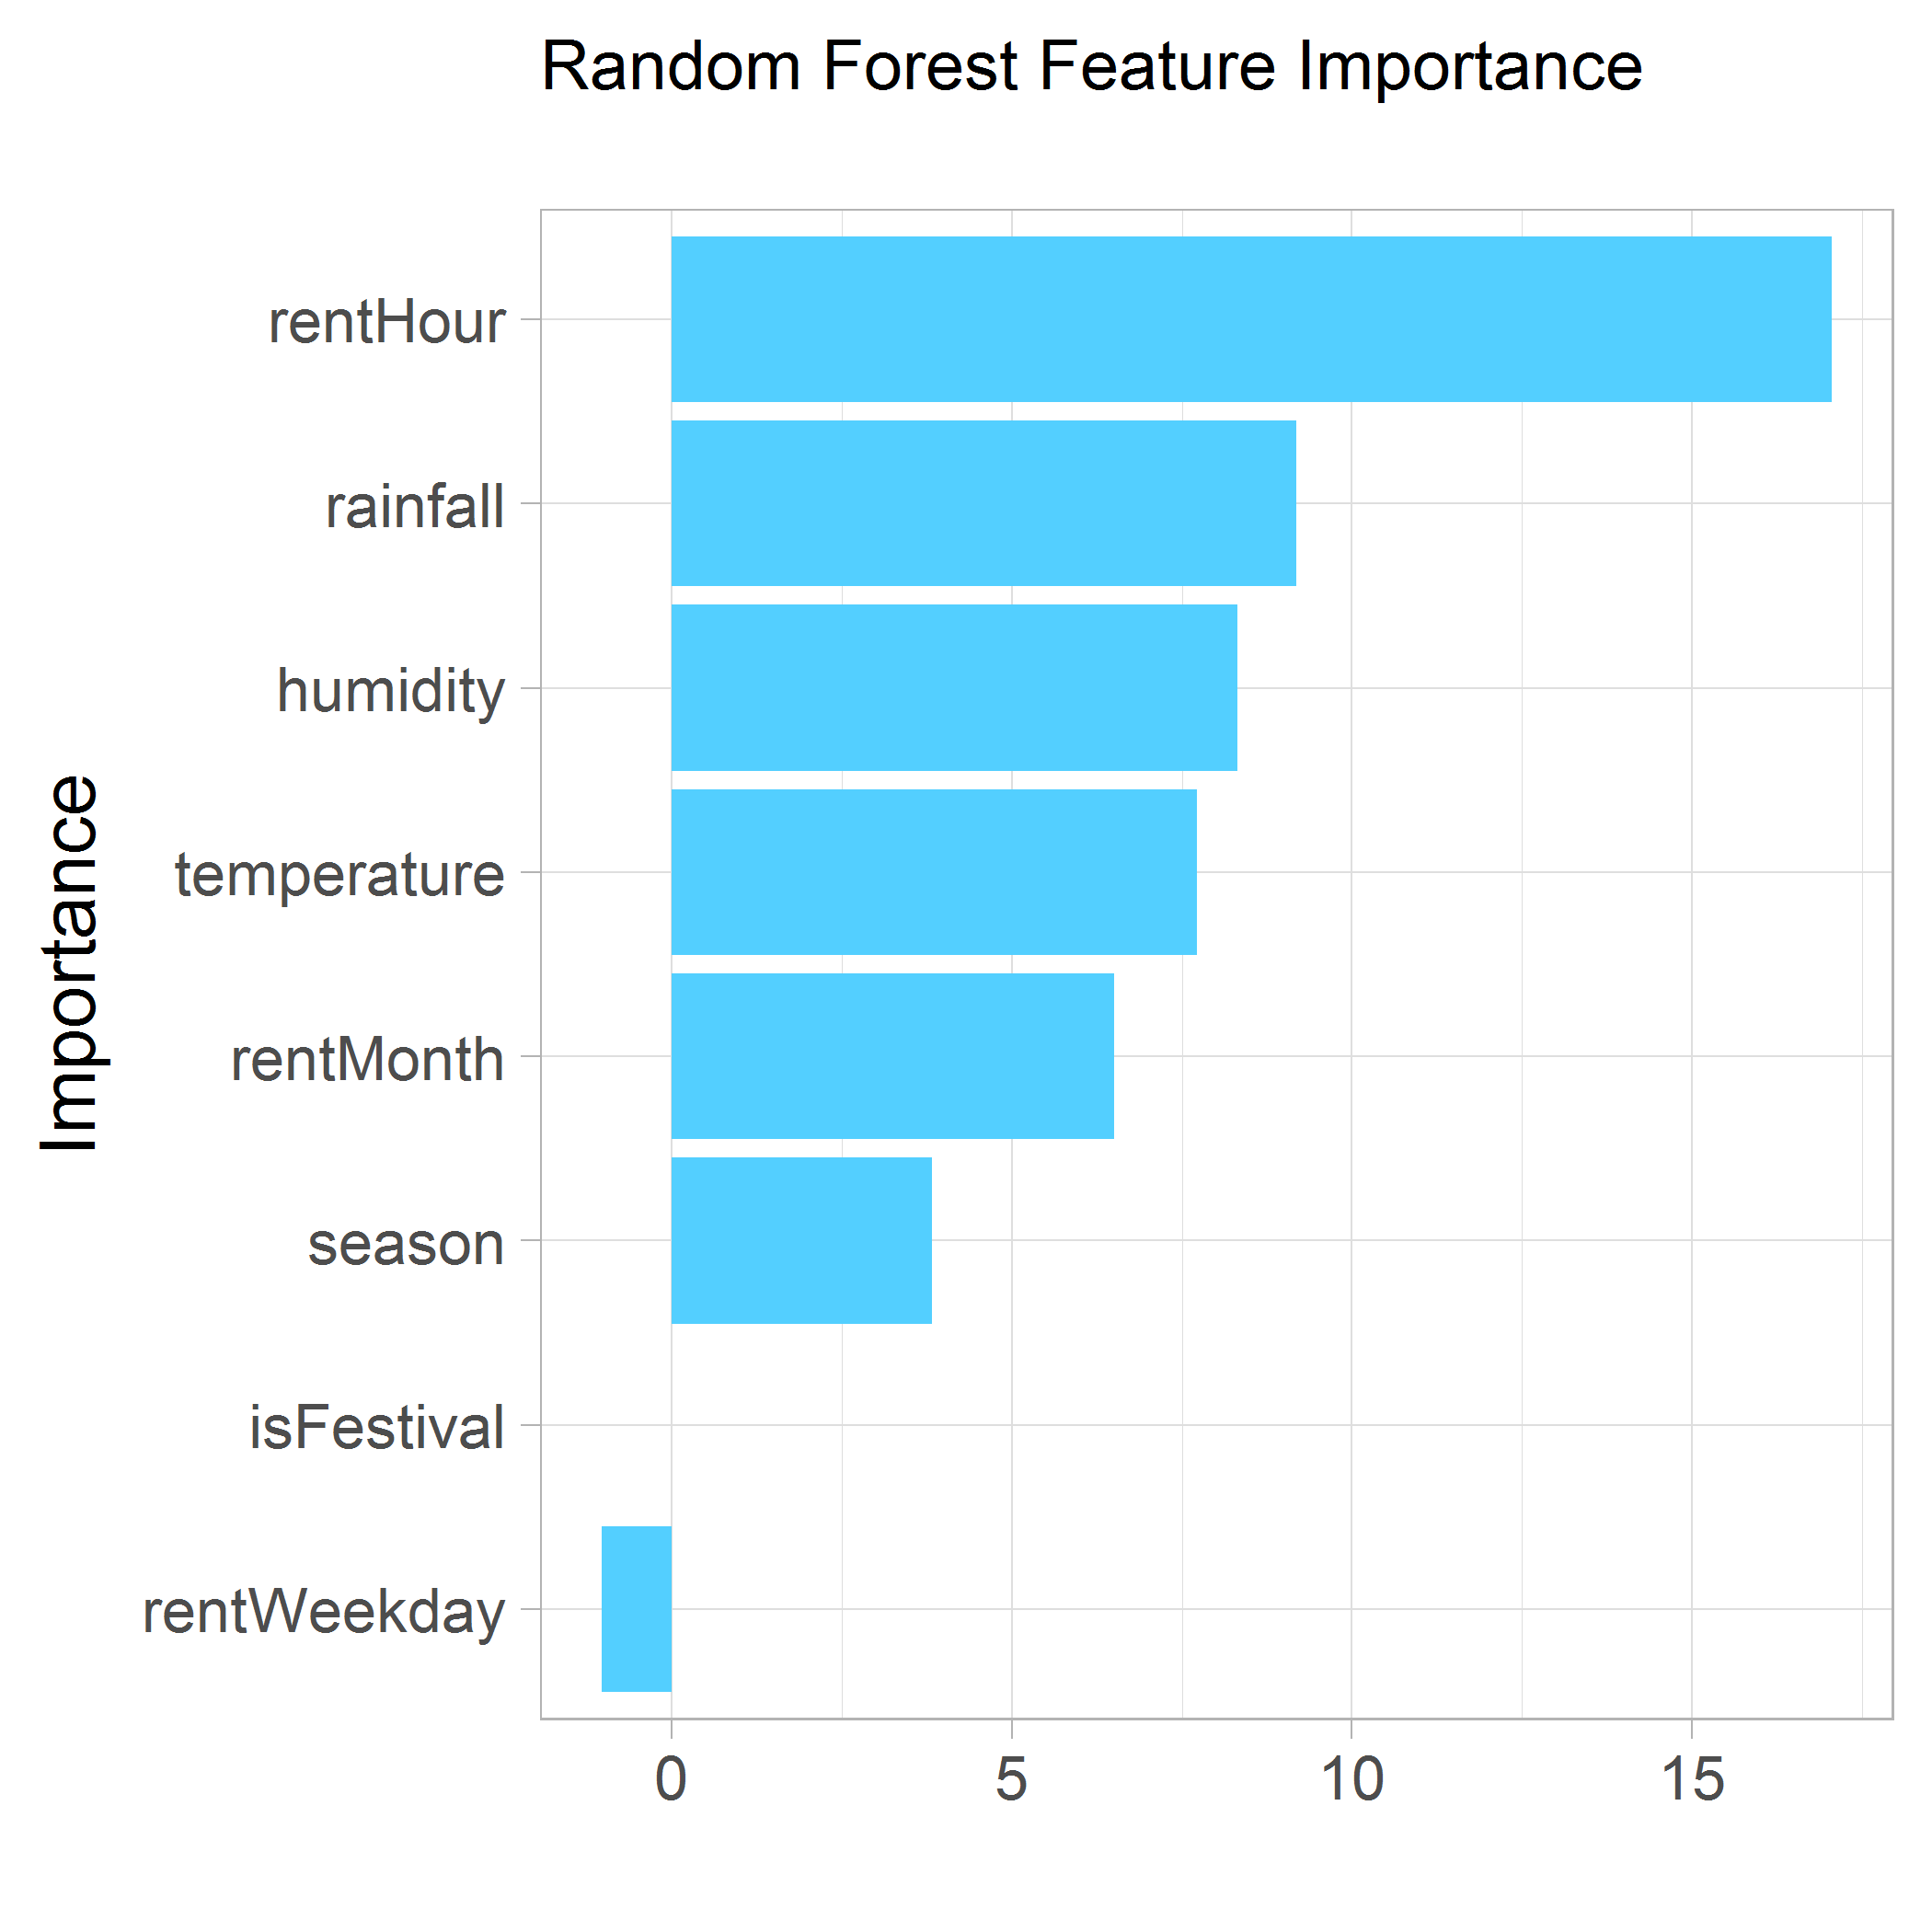 Random Forest Feature Importance
Importance
rentHour
rainfall
humidity
temperature
rentMonth
season
isFestival
rentWeekday
0 5 10 15